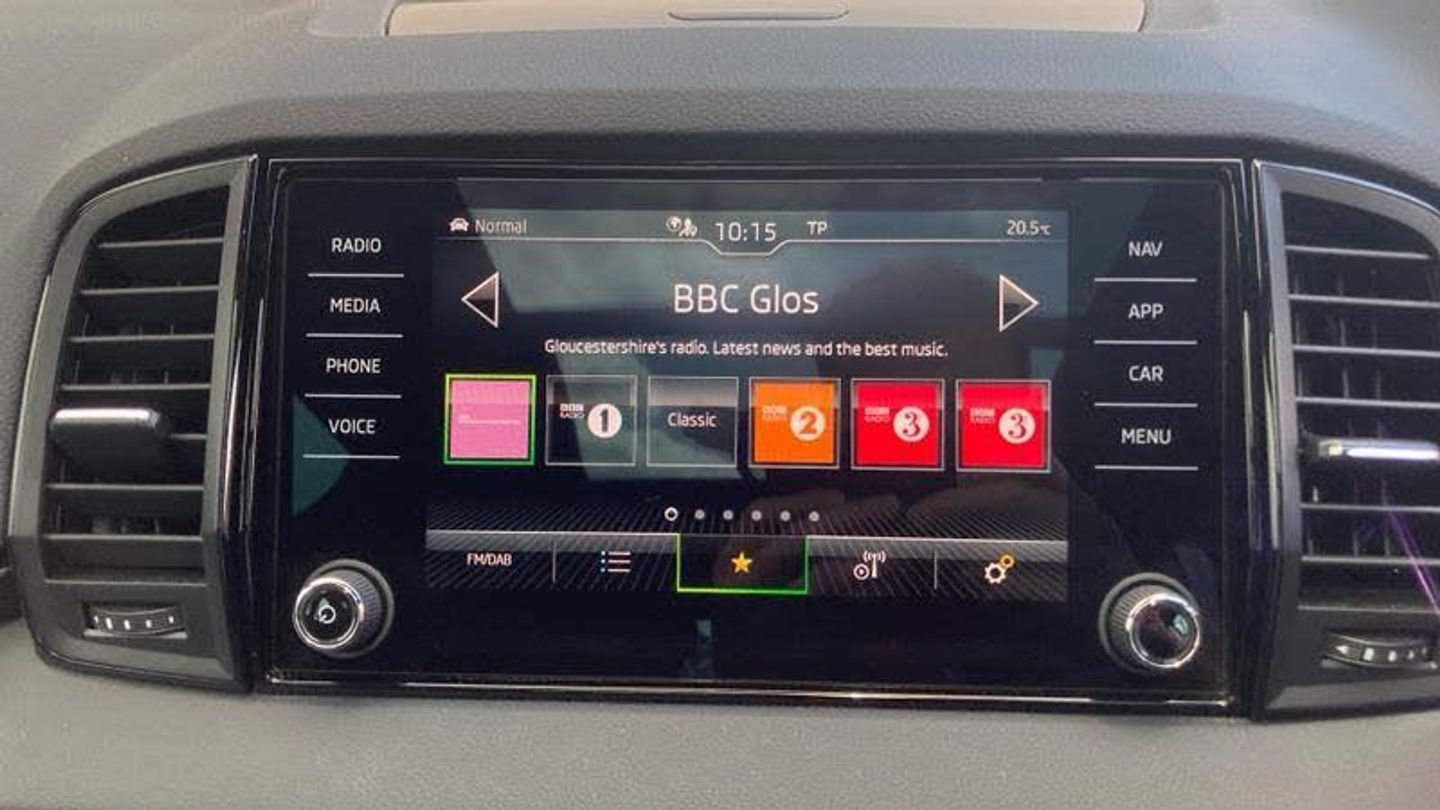 Normal
10:15
TP
20.5°C
RADIO
MEDIA
PHONE
VOICE
NAV
APP
CAR
MENU
BBC Glos
Gloucestershire's radio. Latest news and the best music.
BBC
RADIO 1
Classic
BBC
RADIO 2
BBC
RADIO 3
BBC
RADIO 3
FM/DAB